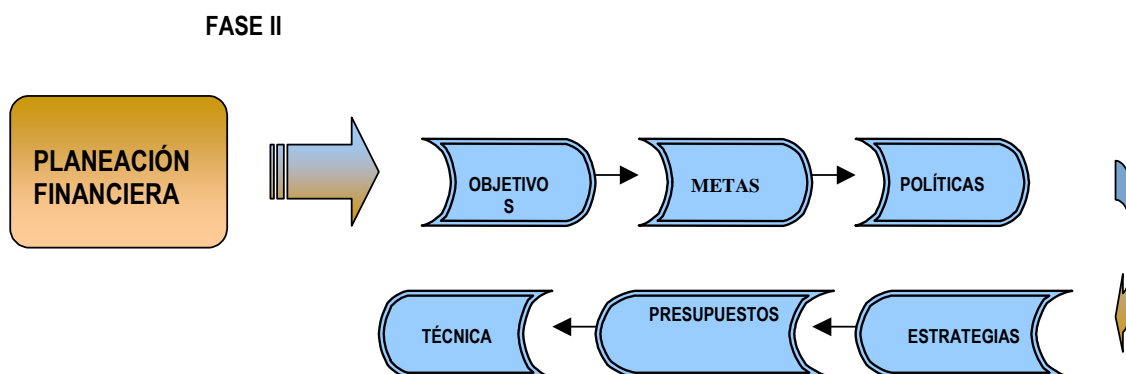 FASE II
PLANEACIÓN
FINANCIERA
OBJETIVO
S
METAS
POLÍTICAS
TÉCNICA
PRESUPUESTOS
ESTRATEGIAS